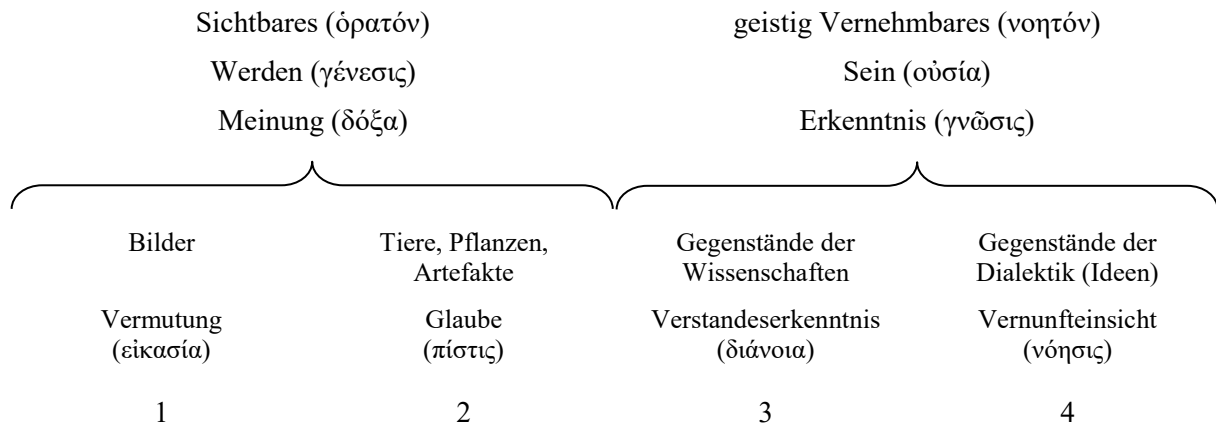 Sichtbares (ὁρατόν)
Werden (γένεσις)
Meinung (δόξα)
geistig Vernehmbares (νοητόν)
Sein (οὐσία)
Erkenntnis (γνῶσις)
Bilder
Vermutung
(εἰκασία)
1
Tiere, Pflanzen,
Artefakte
Glaube
(πίστις)
2
Gegenstände der
Wissenschaften
Verstandeserkenntnis
(διάνοια)
3
Gegenstände der
Dialektik (Ideen)
Vernunfteinsicht
(νόησις)
4